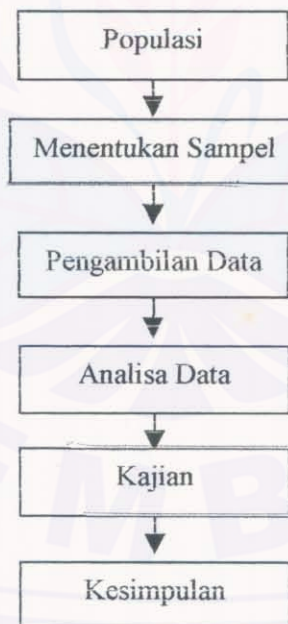 Populasi
Menentukan Sampel
Pengambilan Data
Analisa Data
Kajian
Kesimpulan